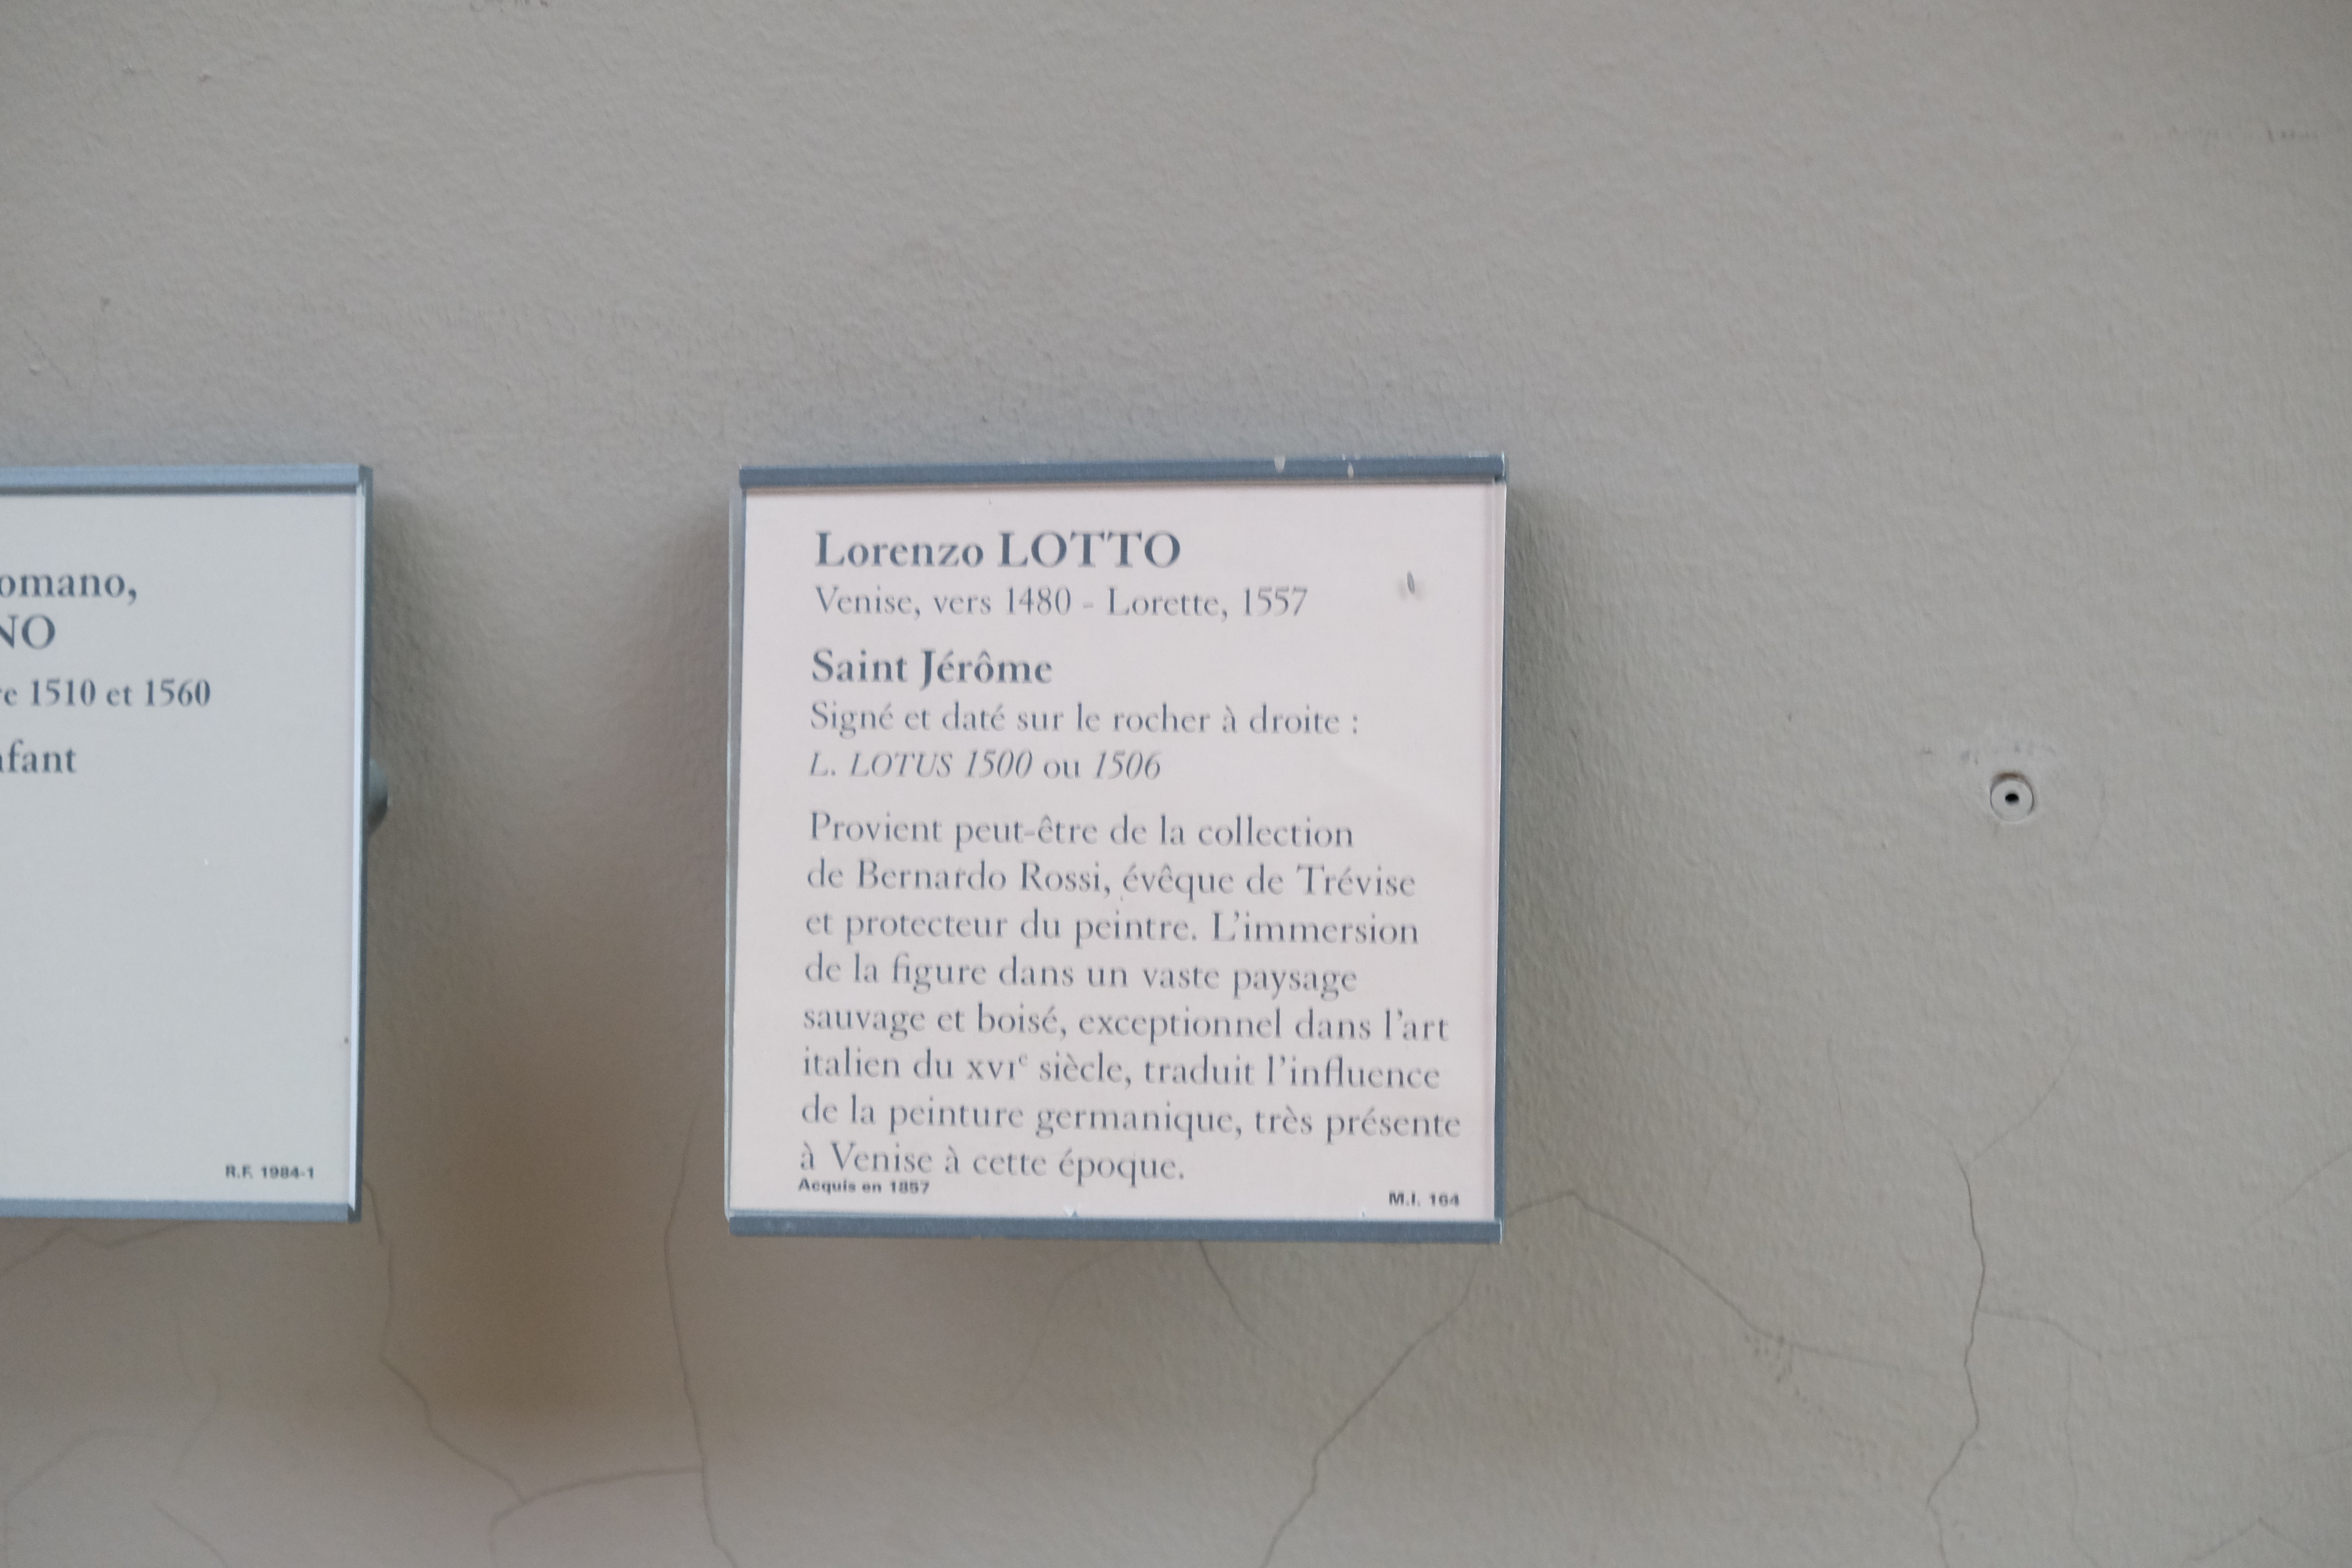 omano,
NO
re 1510 et 1560
nfant
R.F. 1984-1
Lorenzo LOTTO
Venise, vers 1480 - Lorette, 1557
Saint Jérôme
Signé et daté sur le rocher à droite :
L. LOTUS 1500 ou 1506
Provient peut-être de la collection
de Bernardo Rossi, évêque de Trévise
et protecteur du peintre. L’immersion
de la figure dans un vaste paysage
sauvage et boisé, exceptionnel dans l’art
italien du XVIᵉ siècle, traduit l’influence
de la peinture germanique, très présente
à Venise à cette époque.
Acquis en 1857
M.I. 164